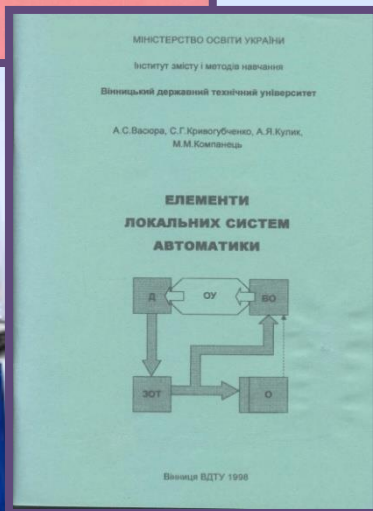 МІНІСТЕРСТВО ОСВІТИ УКРАЇНИ
Інститут змісту і методів навчання
Вінницький державний технічний університет
А.С.Васюра, С.Г.Кривогубченко, А.Я.Кулик,
М.М.Компанець
ЕЛЕМЕНТИ
ЛОКАЛЬНИХ СИСТЕМ
АВТОМАТИКИ
Д ОУ ВО
ЗОТ О
Вінниця ВДТУ 1998